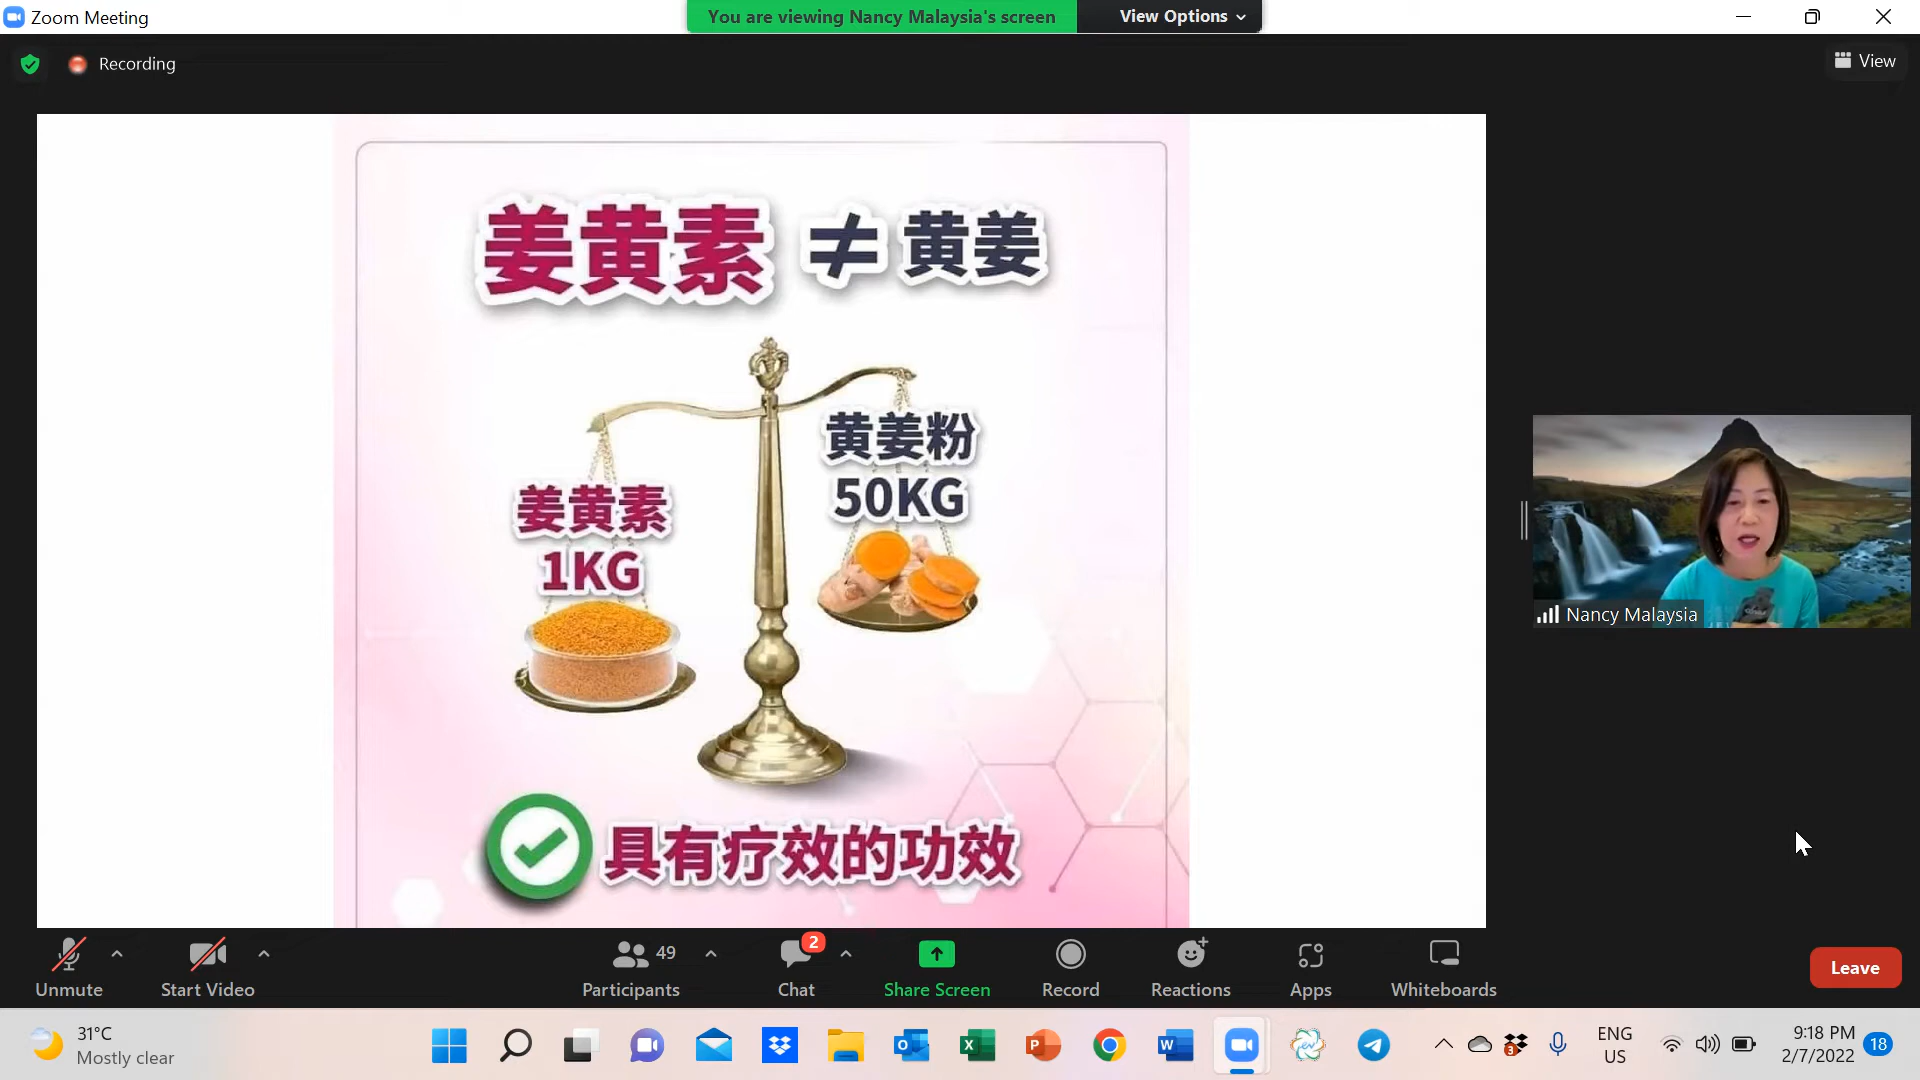 Zoom Meeting
You are viewing Nancy Malaysia's screen
View Options
Recording
View
姜黄素 ≠ 黄姜
黄姜粉
50KG
姜黄素
1KG
具有疗效的功效
Nancy Malaysia
Unmute
Start Video
49
Participants
2
Chat
Share Screen
Record
Reactions
Apps
Whiteboards
Leave
31°C
Mostly clear
3
ENG
US
9:18 PM
2/7/2022
18